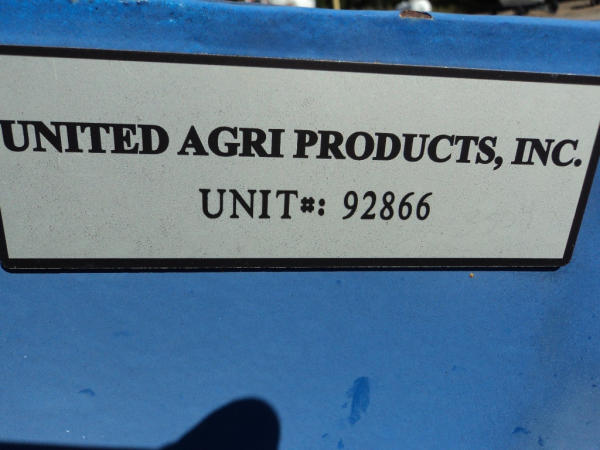 UNITED AGRI PRODUCTS, INC.
UNIT#: 92866